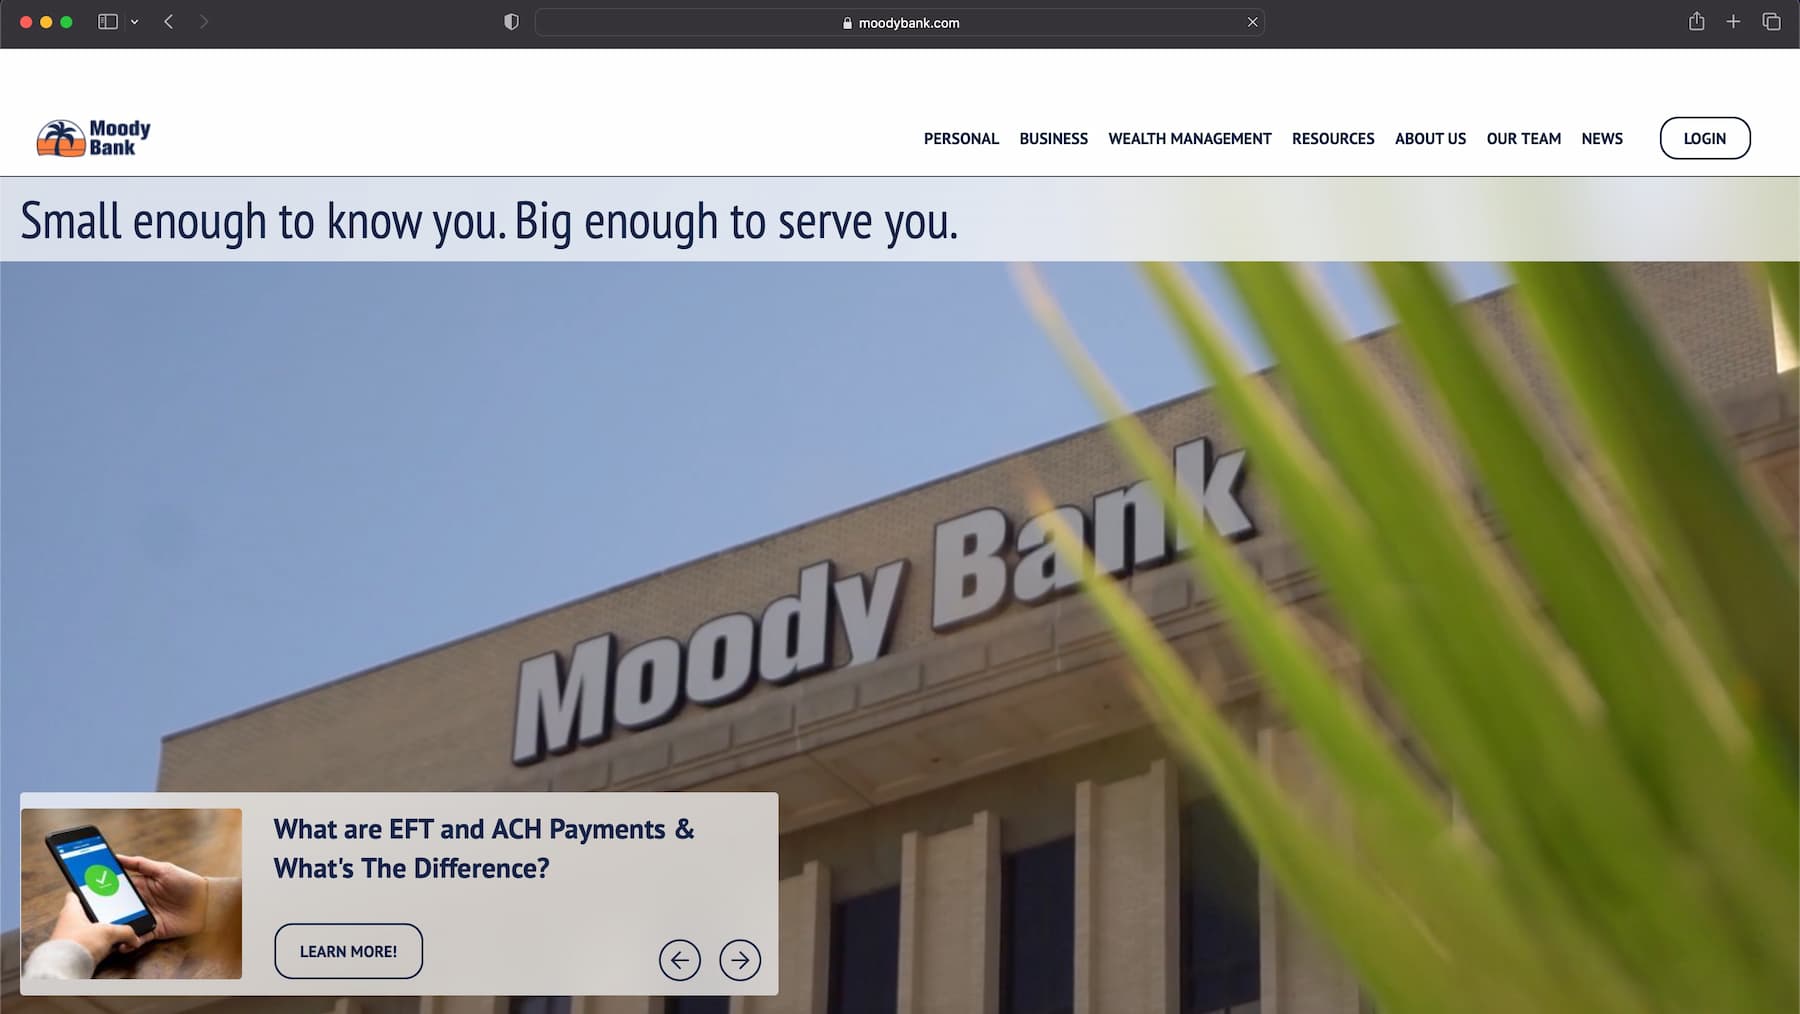 moodybank.com
Moody
Bank
PERSONAL BUSINESS WEALTH MANAGEMENT RESOURCES ABOUT US OUR TEAM NEWS LOGIN
Small enough to know you. Big enough to serve you.
Moody Bank
What are EFT and ACH Payments &
What's The Difference?
LEARN MORE!